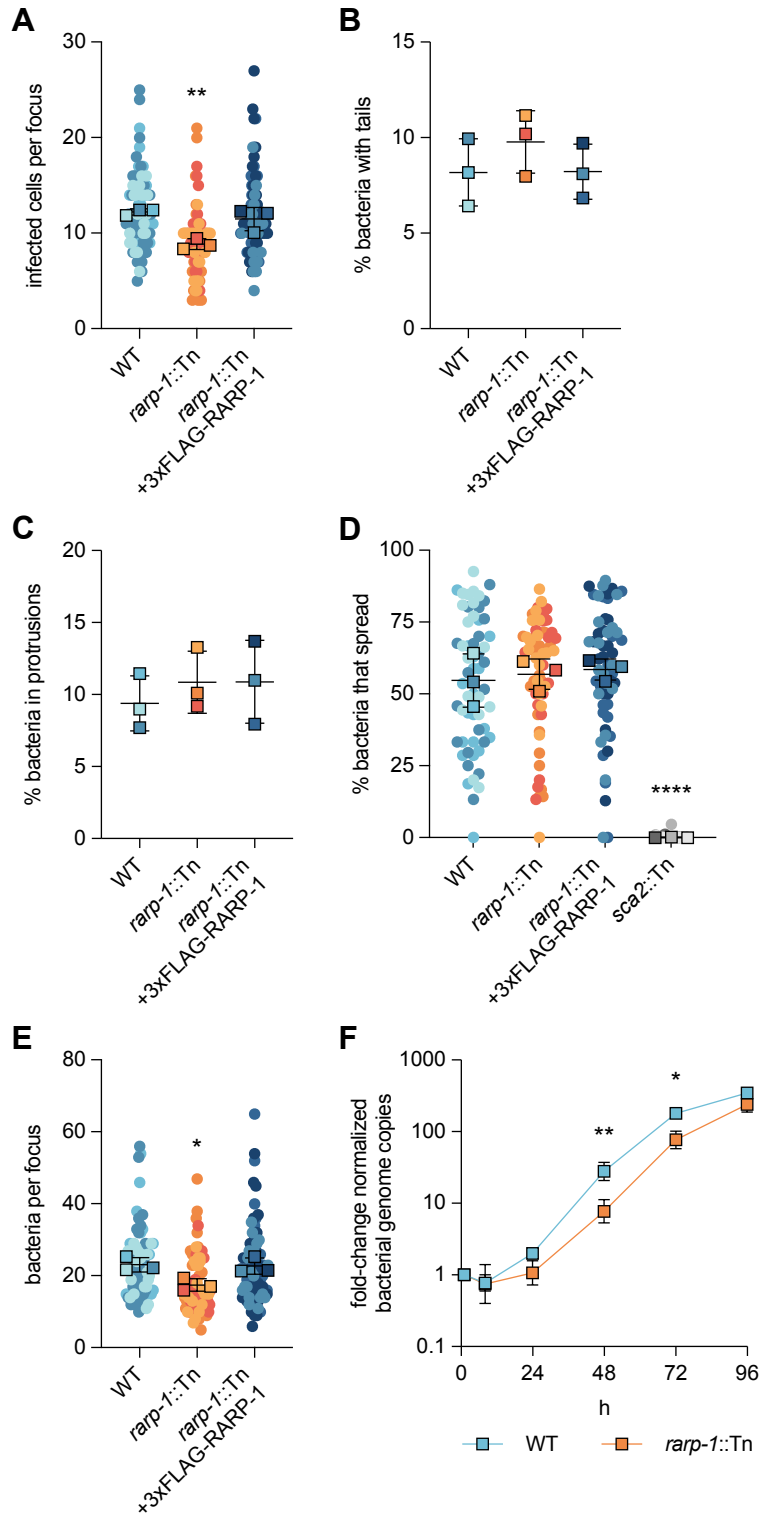 A
infected cells per focus
30
20
10
0
**
WT
rarp-1::Tn
rarp-1::Tn
+3xFLAG-RARP-1
B
% bacteria with tails
15
10
5
0
WT
rarp-1::Tn
rarp-1::Tn
+3xFLAG-RARP-1
C
% bacteria in protrusions
20
15
10
5
0
WT
rarp-1::Tn
rarp-1::Tn
+3xFLAG-RARP-1
D
% bacteria that spread
100
75
50
25
0
****
WT
rarp-1::Tn
rarp-1::Tn
+3xFLAG-RARP-1
sca2::Tn
E
bacteria per focus
80
60
40
20
0
*
WT
rarp-1::Tn
rarp-1::Tn
+3xFLAG-RARP-1
F
fold-change normalized
bacterial genome copies
1000
100
10
1
0.1
**
*
0 24 48 72 96
h
WT rarp-1::Tn